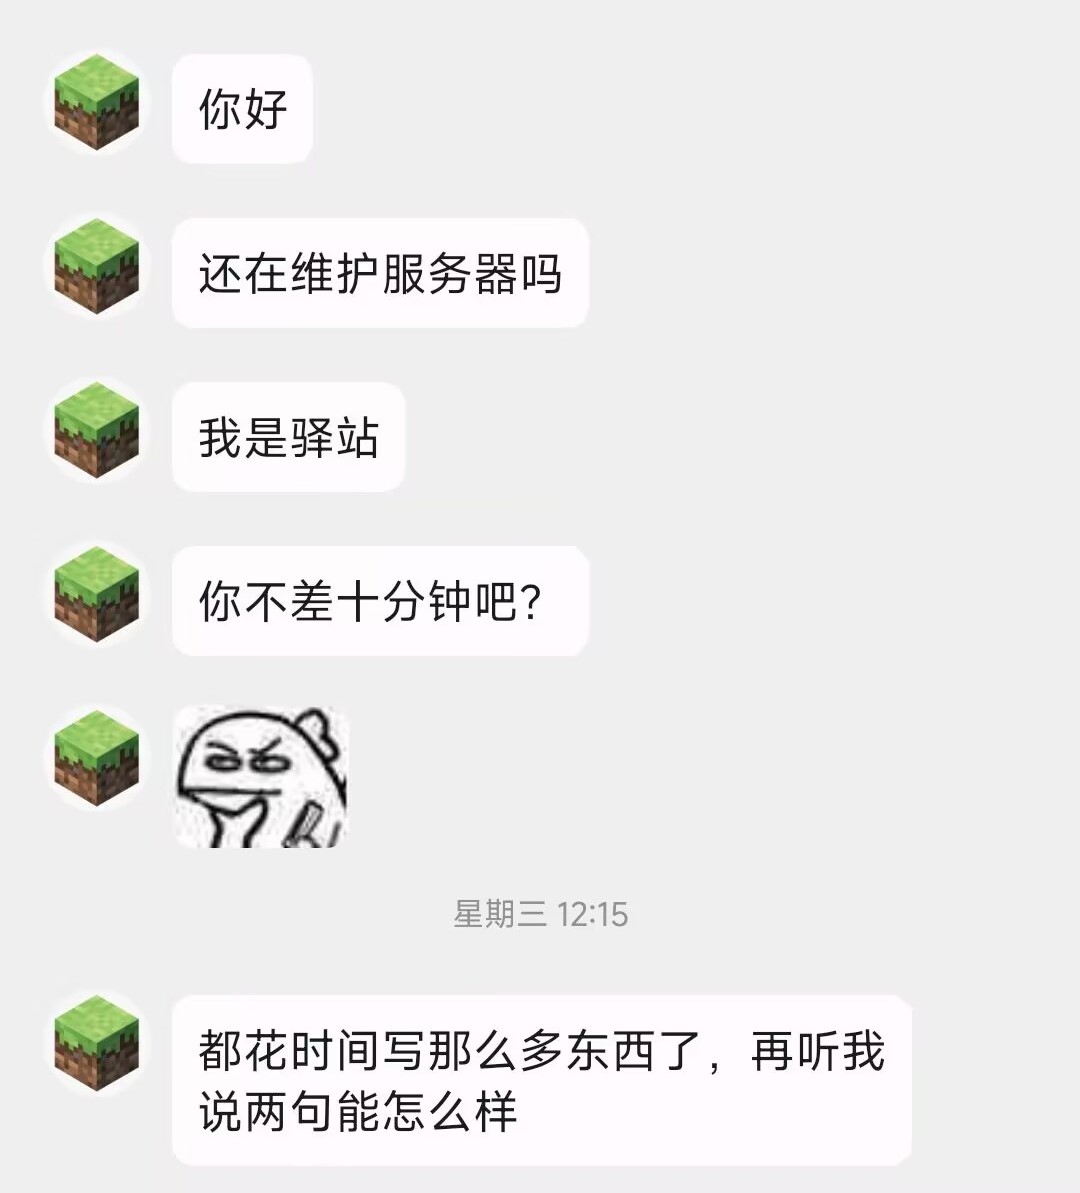 你好
还在维护服务器吗
我是驿站
你不差十分钟吧?
星期三 12:15
都花时间写那么多东西了，再听我
说两句能怎么样